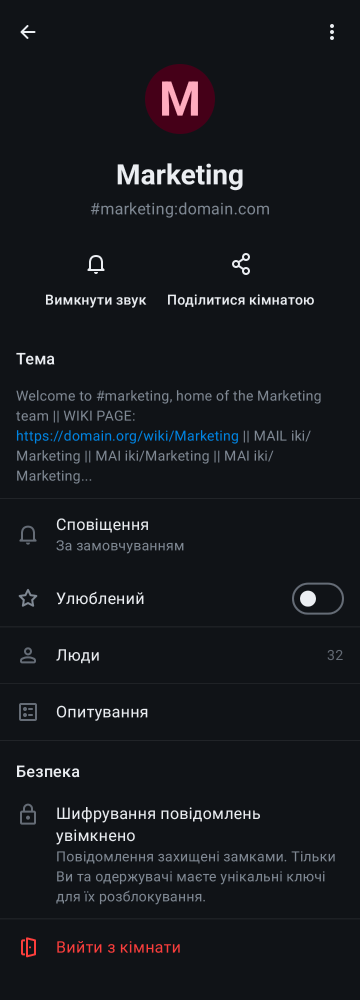 M
Marketing
#marketing:domain.com
Вимкнути звук
Поділитися кімнатою
Тема
Welcome to #marketing, home of the Marketing
team || WIKI PAGE:
https://domain.org/wiki/Marketing || MAIL iki/
Marketing || MAI iki/Marketing || MAI iki/
Marketing...
Сповіщення
За замовчуванням
Улюблений
Люди 32
Опитування
Безпека
Шифрування повідомлень
увімкнено
Повідомлення захищені замками. Тільки
Ви та одержувачі маєте унікальні ключі
для їх розблокування.
Вийти з кімнати